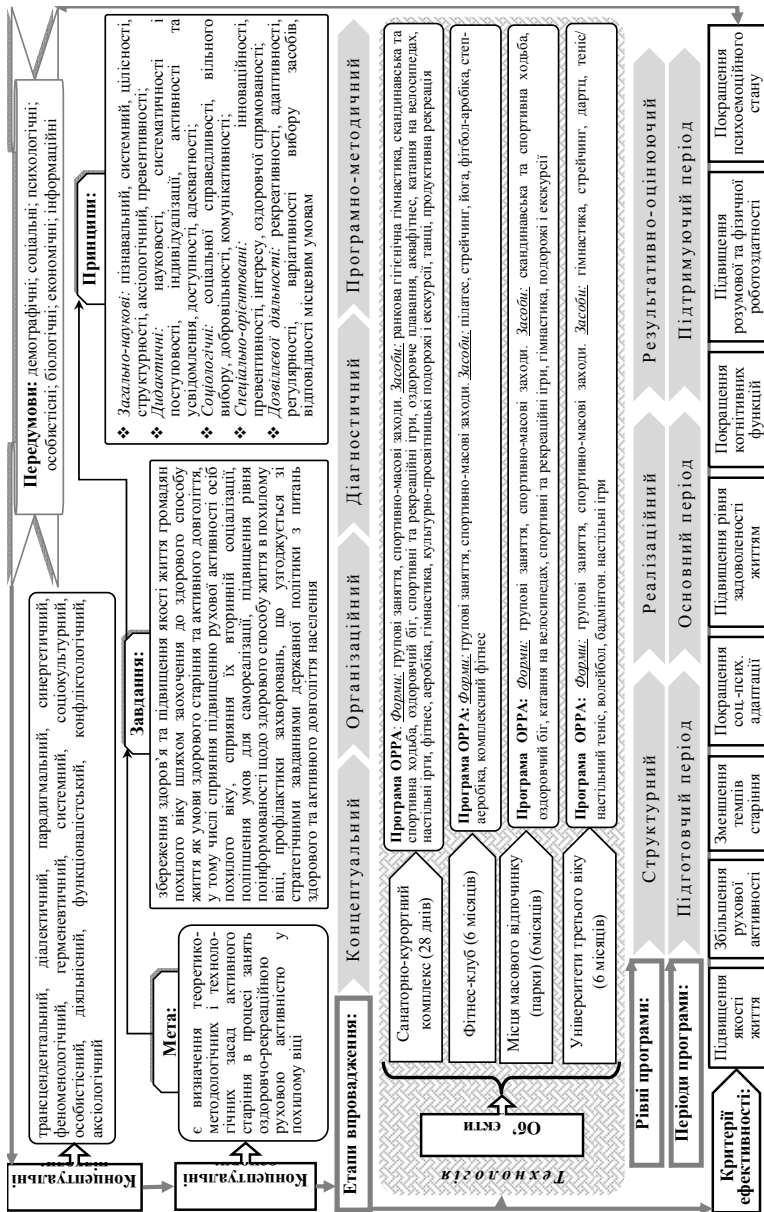 Концептуальні
трансцендентальний, діалектичний, парадигмальний, синергетичний,
феноменологічний, герменевтичний, системний, соціокультурний,
особистісний, діяльнісний, функціоналістський, конфліктологічний,
аксіологічний
Передумови: демографічні; соціальні; психологічні;
особистісні; біологічні; економічні; інформаційні
Концептуальні
Мета:
є визначення теоретико-
методологічних і техноло-
гічних засад активного
старіння в процесі занять
оздоровчо-рекреаційною
руховою активністю у
похилому віці
Завдання:
збереження здоров’я та підвищення якості життя громадян
похилого віку шляхом заохочення до здорового способу
життя як умови здорового старіння та активного довголіття,
у тому числі сприяння підвищенню рухової активності осіб
похилого віку, сприяння їх вторинній соціалізації,
поліпшення умов для самореалізації, підвищення рівня
поінформованості щодо здорового способу життя в похилому
віці, профілактики захворювань, що узгоджується зі
стратегічними завданнями державної політики з питань
здорового та активного довголіття населення
Принципи:
❖ Загально-наукові: пізнавальний, системний, цілісності,
структурності, аксіологічний, превентивності;
❖ Дидактичні: науковості, систематичності і
поступовості, індивідуалізації, активності та
усвідомлення, доступності, адекватності;
❖ Соціологічні: соціальної справедливості, вільного
вибору, добровільності, комунікативності;
❖ Спеціально-орієнтовані: інноваційності,
превентивності, інтересу, оздоровчої спрямованості;
❖ Дозвіллєвої діяльності: рекреативності, адаптивності,
регулярності, варіативності вибору засобів,
відповідності місцевим умовам
Етапи впровадження:
Концептуальний
Організаційний
Діагностичний
Програмно-методичний
Технологія
Об’
єкти
Санаторно-курортний
комплекс (28 днів)
Програма ОРРА: Форми: групові заняття, спортивно-масові заходи. Засоби: ранкова гігієнічна гімнастика, скандинавська та
спортивна ходьба, оздоровчий біг, спортивні та рекреаційні ігри, оздоровче плавання, аквафітнес, катання на велосипедах,
настільні ірги, фітнес, аеробіка, гімнастика, культурно-просвітницькі подорожі і екскурсії, танці, продуктивна рекреація
Фітнес-клуб (6 місяців)
Програма ОРРА: Форми: групові заняття, спортивно-масові заходи. Засоби: пілатес, стрейчинг, йога, фітбол-аробіка, степ-
аеробіка, комплексний фітнес
Місця масового відпочинку
(парки) (6місяців)
Програма ОРРА: Форми: групові заняття, спортивно-масові заходи. Засоби: скандинавська та спортивна ходьба,
оздоровчий біг, катання на велосипедах, спортивні та рекреаційні ігри, гімнастика, подорожі і екскурсії
Університети третього віку
(6 місяців)
Програма ОРРА: Форми: групові заняття, спортивно-масові заходи. Засоби: гімнастика, стрейчинг, дартц, теніс/
настільний теніс, волейбол, бадмінтон. настільні ігри
Рівні програми:
Структурний
Реалізаційний
Результативно-оцінюючий
Періоди програми:
Підготовчий період
Основний період
Підтримуючий період
Критерії
ефективності:
Підвищення
якості
життя
Збільшення
рухової
активності
Зменшення
темпів
старіння
Покращення
соц-псих.
адаптації
Підвищення рівня
задоволеності
життям
Покращення
когнітивних
функцій
Підвищення
розумової та фізичної
роботоздатності
Покращення
психоемоційного
стану